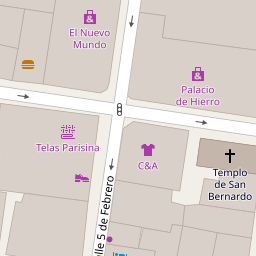 El Nuevo
Mundo
Palacio
de Hierro
Telas Parisina
C&A
Templo
de San
Bernardo
lle 5 de Febrero